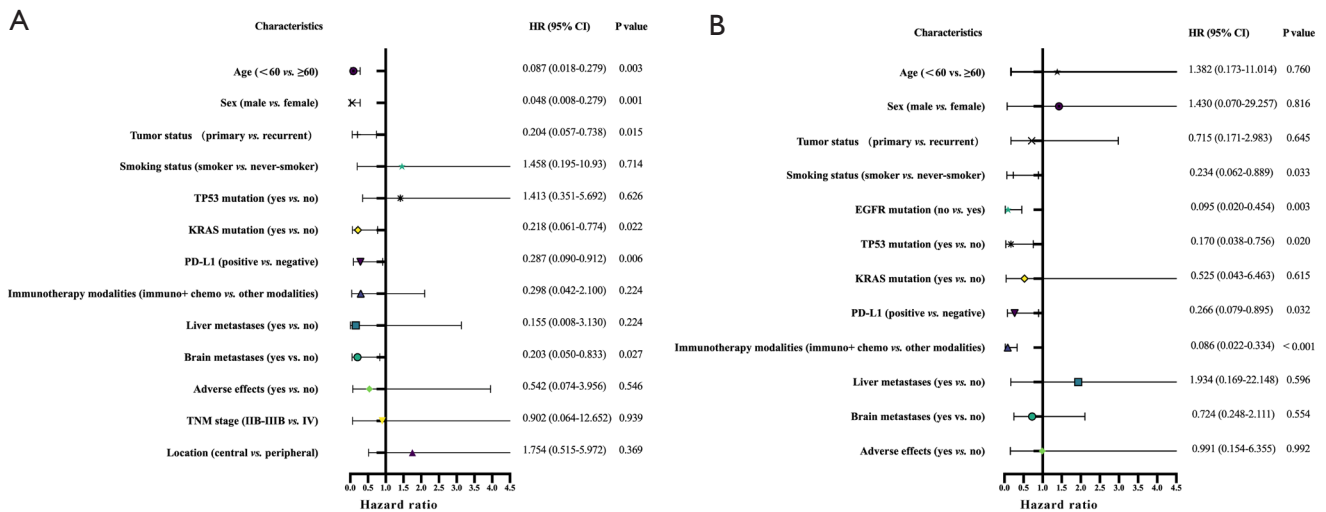 A
Characteristics HR (95% CI) P value
Age (<60 vs. ≥60) 0.087 (0.018-0.279) 0.003
Sex (male vs. female) 0.048 (0.008-0.279) 0.001
Tumor status （primary vs. recurrent） 0.204 (0.057-0.738) 0.015
Smoking status (smoker vs. never-smoker) 1.458 (0.195-10.93) 0.714
TP53 mutation (yes vs. no) 1.413 (0.351-5.692) 0.626
KRAS mutation (yes vs. no) 0.218 (0.061-0.774) 0.022
PD-L1 (positive vs. negative) 0.287 (0.090-0.912) 0.006
Immunotherapy modalities (immuno+ chemo vs. other modalities) 0.298 (0.042-2.100) 0.224
Liver metastases (yes vs. no) 0.155 (0.008-3.130) 0.224
Brain metastases (yes vs. no) 0.203 (0.050-0.833) 0.027
Adverse effects (yes vs. no) 0.542 (0.074-3.956) 0.546
TNM stage (IIB-IIIB vs. IV) 0.902 (0.064-12.652) 0.939
Location (central vs. peripheral) 1.754 (0.515-5.972) 0.369
0.0 0.5 1.0 1.5 2.0 2.5 3.0 3.5 4.0 4.5
Hazard ratio
B
Characteristics HR (95% CI) P value
Age (<60 vs. ≥60) 1.382 (0.173-11.014) 0.760
Sex (male vs. female) 1.430 (0.070-29.257) 0.816
Tumor status （primary vs. recurrent） 0.715 (0.171-2.983) 0.645
Smoking status (smoker vs. never-smoker) 0.234 (0.062-0.889) 0.033
EGFR mutation (no vs. yes) 0.095 (0.020-0.454) 0.003
TP53 mutation (yes vs. no) 0.170 (0.038-0.756) 0.020
KRAS mutation (yes vs. no) 0.525 (0.043-6.463) 0.615
PD-L1 (positive vs. negative) 0.266 (0.079-0.895) 0.032
Immunotherapy modalities (immuno+ chemo vs. other modalities) 0.086 (0.022-0.334) <0.001
Liver metastases (yes vs. no) 1.934 (0.169-22.148) 0.596
Brain metastases (yes vs. no) 0.724 (0.248-2.111) 0.554
Adverse effects (yes vs. no) 0.991 (0.154-6.355) 0.992
0.0 0.5 1.0 1.5 2.0 2.5 3.0 3.5 4.0 4.5
Hazard ratio